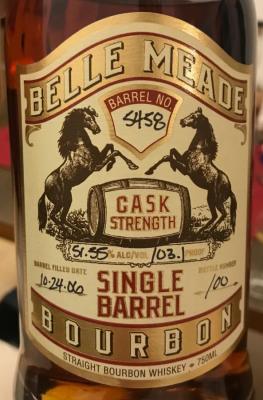 BELLE MEADE
BARREL NO.
5458
CASK
STRENGTH
51.55 % ALC/VOL 103.1 PROOF
BARREL FILLED DATE
10-24-06
SINGLE
BARREL
BOTTLE NUMBER
/00
BOURBON
STRAIGHT BOURBON WHISKEY • 750ML